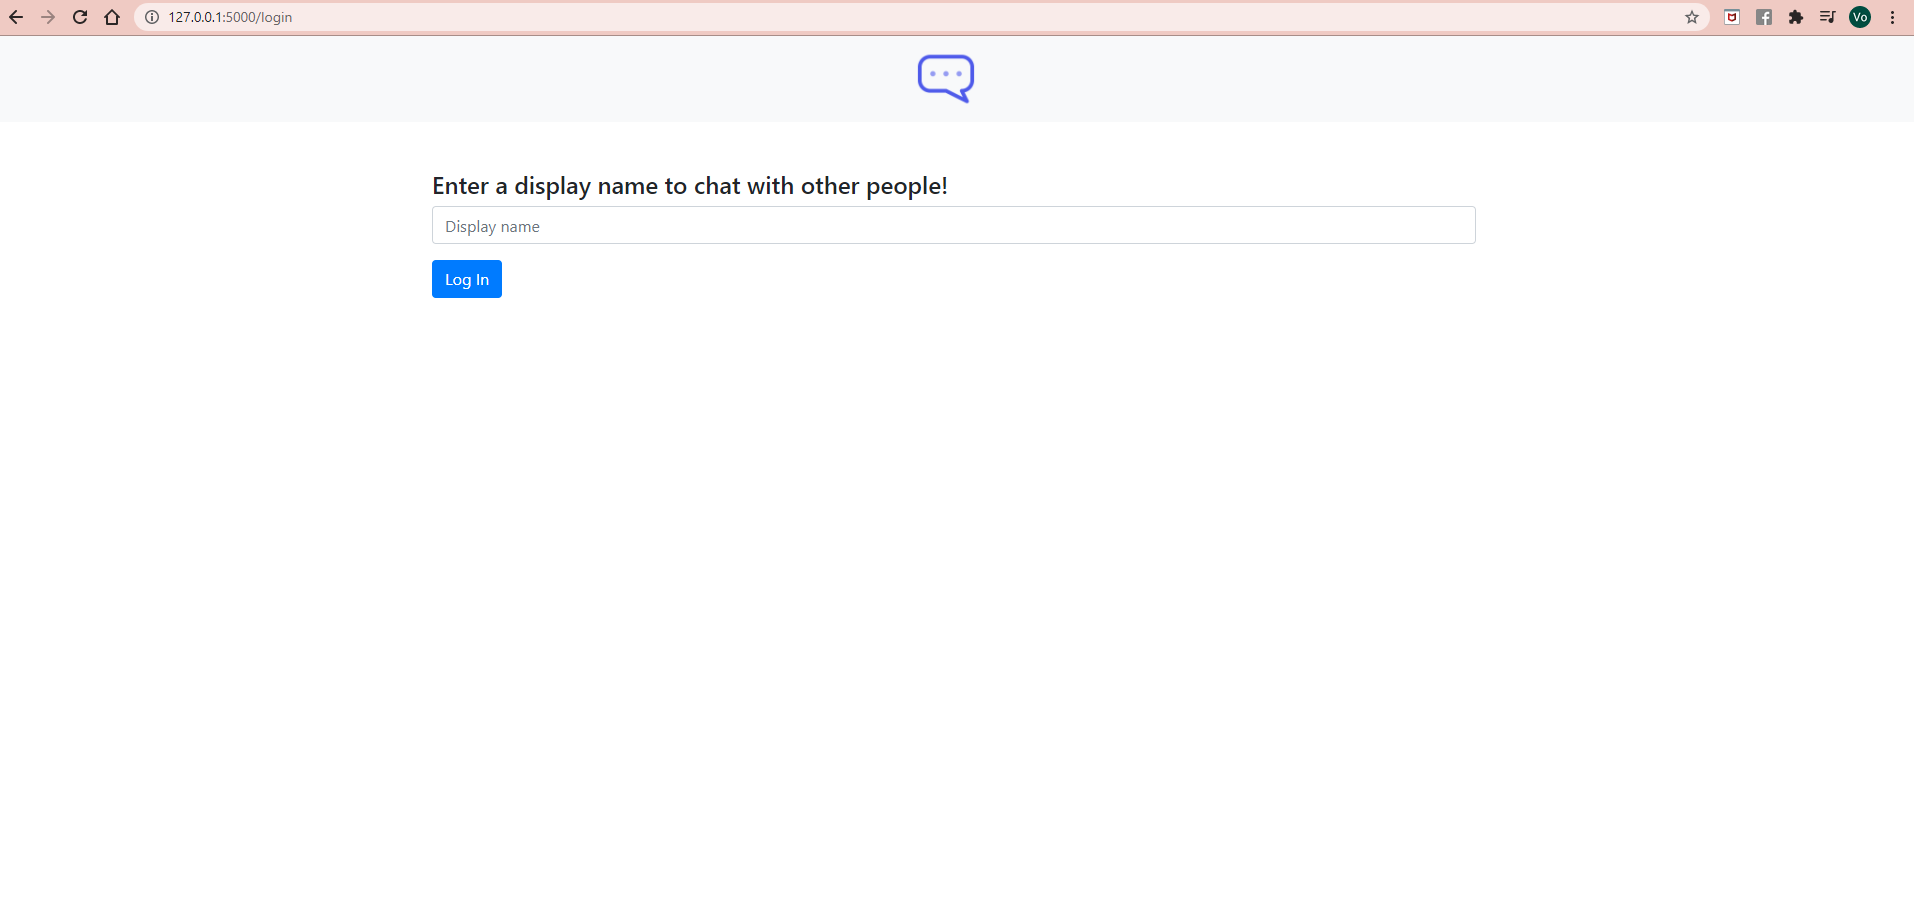 127.0.0.1:5000/login
Vo
Enter a display name to chat with other people!
Display name
Log In